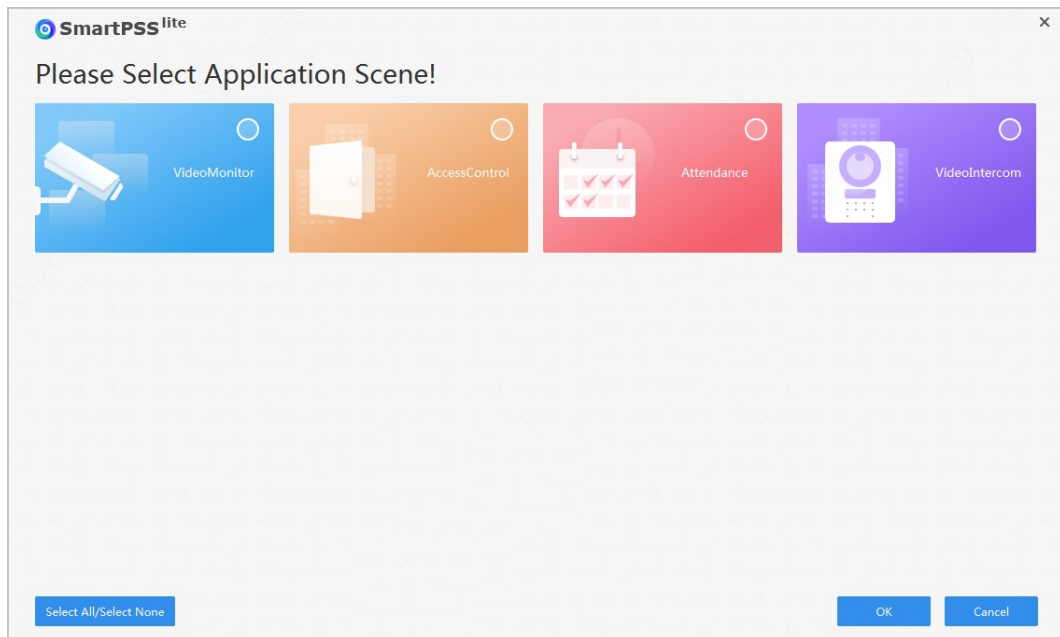 SmartPSS lite
Please Select Application Scene!
VideoMonitor
AccessControl
Attendance
VideoIntercom
Select All/Select None
OK
Cancel